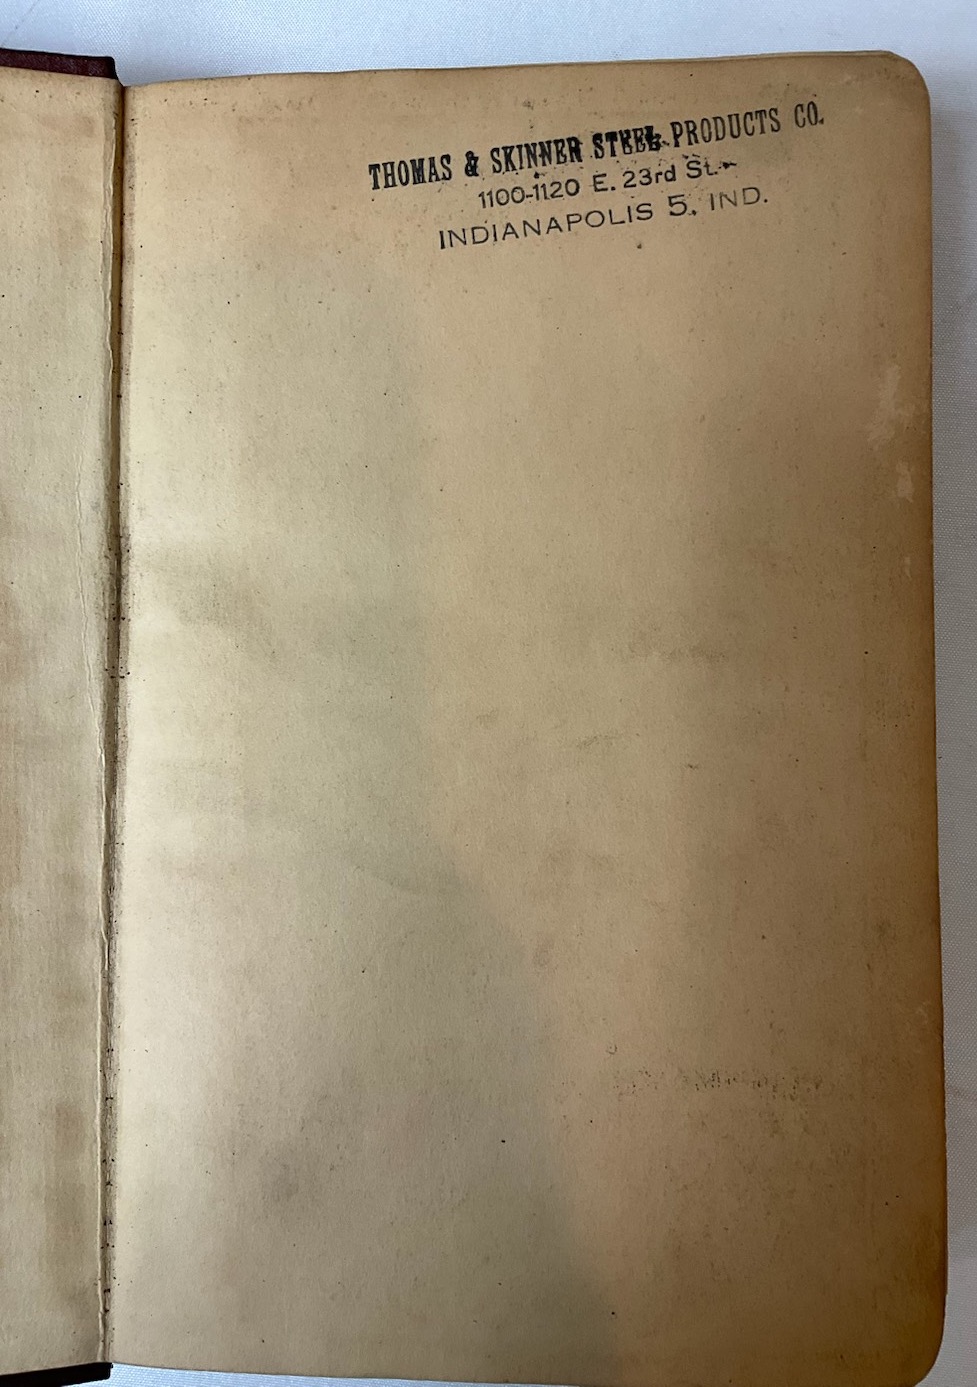 THOMAS & SKINNER STEEL PRODUCTS CO.
1100-1120 E. 23rd St.
INDIANAPOLIS 5, IND.